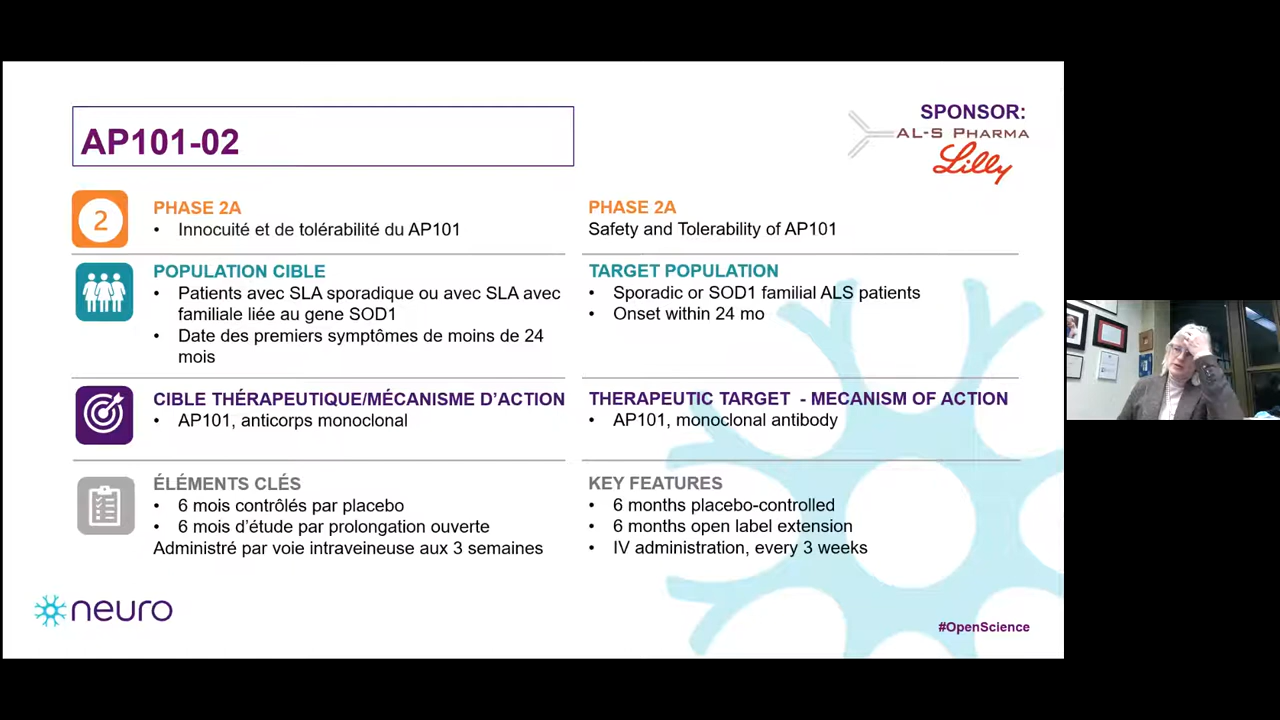 AP101-02
SPONSOR:
AL-S PHARMA
Lilly
2
PHASE 2A
• Innocuité et de tolérabilité du AP101
POPULATION CIBLE
• Patients avec SLA sporadique ou avec SLA avec
familiale liée au gene SOD1
• Date des premiers symptômes de moins de 24
mois
CIBLE THÉRAPEUTIQUE/MÉCANISME D'ACTION
• AP101, anticorps monoclonal
ÉLÉMENTS CLÉS
• 6 mois contrôlés par placebo
• 6 mois d'étude par prolongation ouverte
Administré par voie intraveineuse aux 3 semaines
PHASE 2A
Safety and Tolerability of AP101
TARGET POPULATION
• Sporadic or SOD1 familial ALS patients
• Onset within 24 mo
THERAPEUTIC TARGET - MECANISM OF ACTION
• AP101, monoclonal antibody
KEY FEATURES
• 6 months placebo-controlled
• 6 months open label extension
• IV administration, every 3 weeks
neuro
#OpenScience